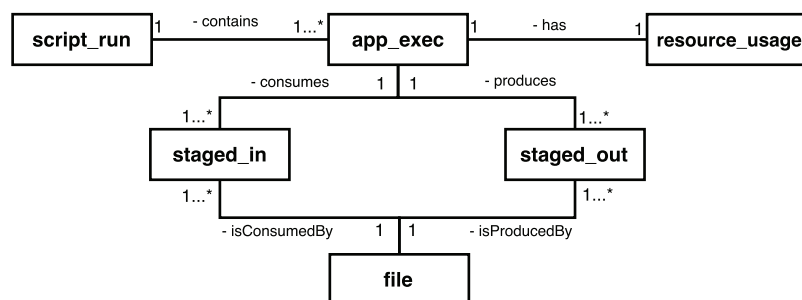 - contains
1...*
1
- has
1
1
script_run
app_exec
resource_usage
- consumes
1
1
- produces
1...*
1...*
staged_in
staged_out
1...*
1...*
- isConsumedBy
1
1
- isProducedBy
file